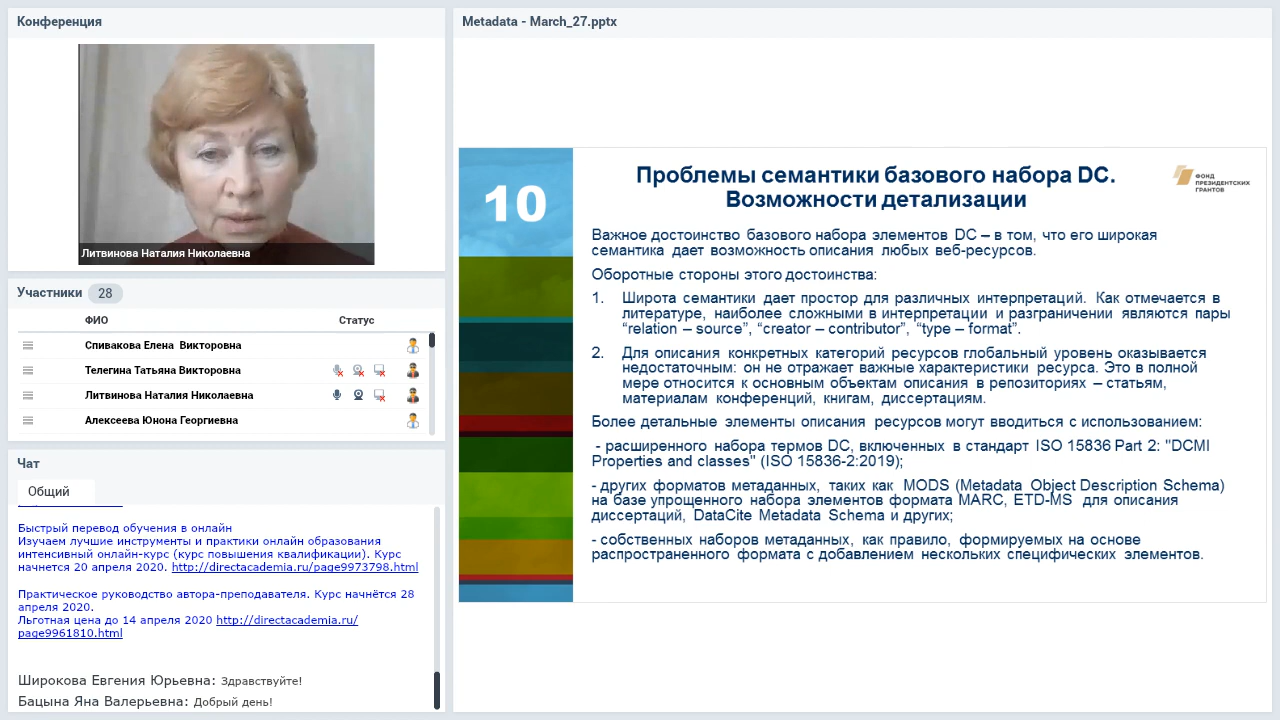 Конференция
Литвинова Наталия Николаевна
Участники 28
ФИО Статус
Спивакова Елена Викторовна
Телегина Татьяна Викторовна
Литвинова Наталия Николаевна
Алексеева Юнона Георгиевна
Чат
Общий
Быстрый перевод обучения в онлайн
Изучаем лучшие инструменты и практики онлайн образования
интенсивный онлайн-курс (курс повышения квалификации). Курс
начнется 20 апреля 2020. http://directacademia.ru/page9973798.html
Практическое руководство автора-преподавателя. Курс начнётся 28
апреля 2020.
Льготная цена до 14 апреля 2020 http://directacademia.ru/
page9961810.html
Широкова Евгения Юрьевна: Здравствуйте!
Бацына Яна Валерьевна: Добрый день!
Metadata - March_27.pptx
10
Проблемы семантики базового набора DC.
Возможности детализации
ФОНД
ПРЕЗИДЕНТСКИХ
ГРАНТОВ
Важное достоинство базового набора элементов DC – в том, что его широкая
семантика дает возможность описания любых веб-ресурсов.
Оборотные стороны этого достоинства:
1. Широта семантики дает простор для различных интерпретаций. Как отмечается в
литературе, наиболее сложными в интерпретации и разграничении являются пары
“relation – source”, “creator – contributor”, “type – format”.
2. Для описания конкретных категорий ресурсов глобальный уровень оказывается
недостаточным: он не отражает важные характеристики ресурса. Это в полной
мере относится к основным объектам описания в репозиториях – статьям,
материалам конференций, книгам, диссертациям.
Более детальные элементы описания ресурсов могут вводиться с использованием:
- расширенного набора термов DC, включенных в стандарт ISO 15836 Part 2: "DCMI
Properties and classes" (ISO 15836-2:2019);
- других форматов метаданных, таких как MODS (Metadata Object Description Schema)
на базе упрощенного набора элементов формата MARC, ETD-MS для описания
диссертаций, DataCite Metadata Schema и других;
- собственных наборов метаданных, как правило, формируемых на основе
распространенного формата с добавлением нескольких специфических элементов.